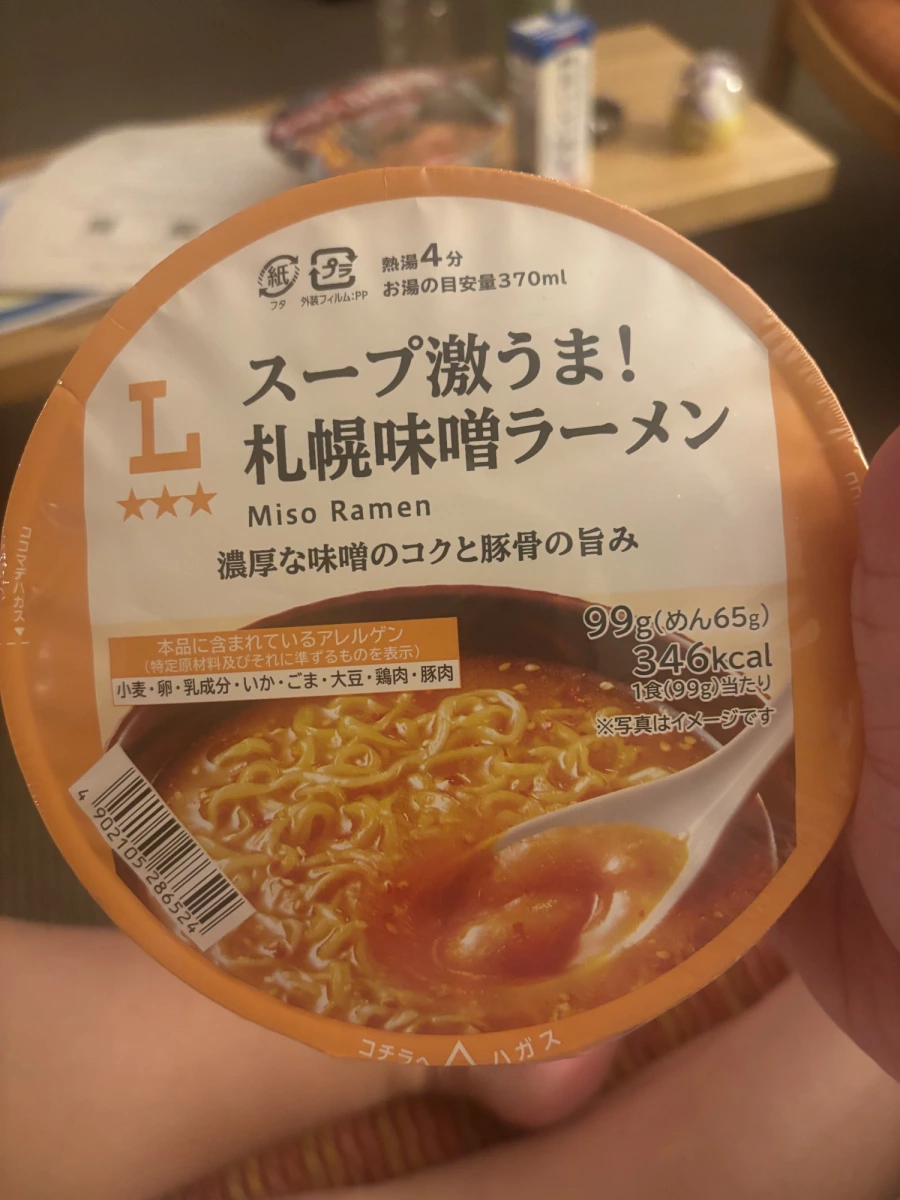 紙
フタ
プラ
外装フィルム:PP
熱湯4分
お湯の目安量370ml
L
スープ激うま!
札幌味噌ラーメン
Miso Ramen
濃厚な味噌のコクと豚骨の旨み
99g(めん65g)
346kcal
1食(99g)当たり
※写真はイメージです
本品に含まれているアレルゲン
(特定原材料及びそれに準ずるものを表示)
小麦・卵・乳成分・いか・ごま・大豆・鶏肉・豚肉
4 902105 286524
ココマデハガス
コチラヘ ハガス